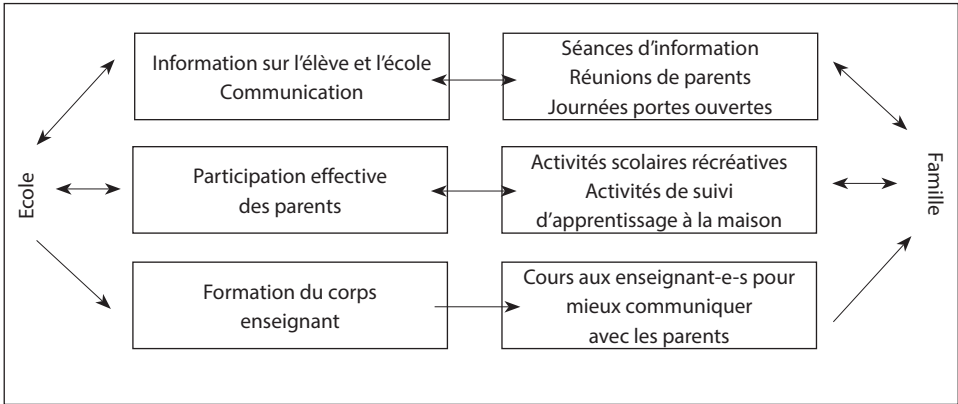 Information sur l'élève et l'école
Communication
Séances d'information
Réunions de parents
Journées portes ouvertes
Ecole
Participation effective
des parents
Activités scolaires récréatives
Activités de suivi
d'apprentissage à la maison
Famille
Formation du corps
enseignant
Cours aux enseignant-e-s pour
mieux communiquer
avec les parents